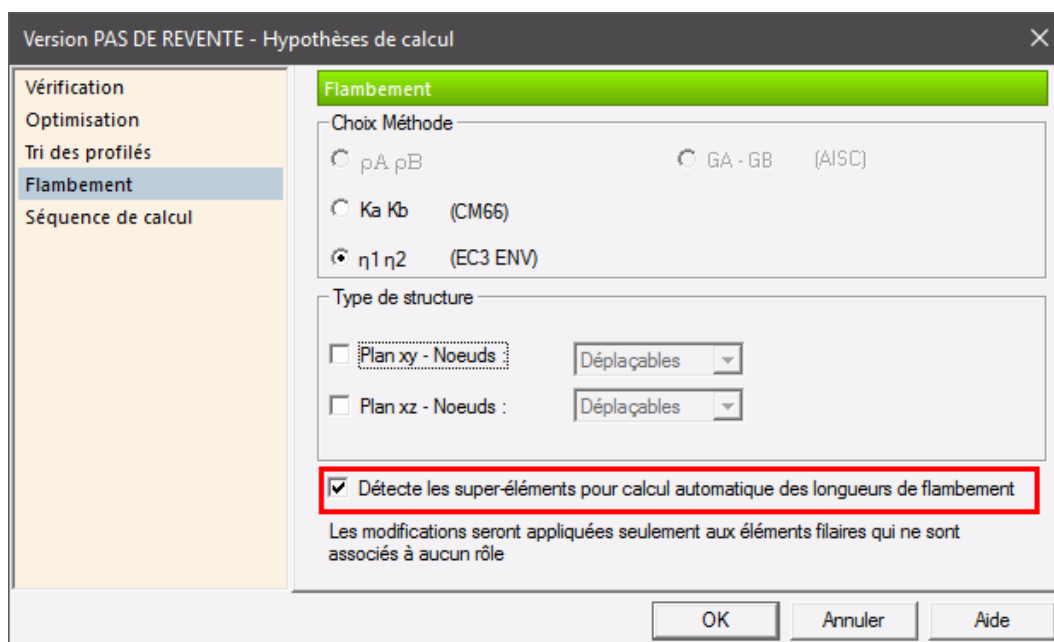 Version PAS DE REVENTE - Hypothèses de calcul
Vérification
Optimisation
Tri des profilés
Flambement
Séquence de calcul
Flambement
Choix Méthode
ρA ρB
GA - GB (AISC)
Ka Kb (CM66)
η1 η2 (EC3 ENV)
Type de structure
Plan xy - Noeuds : Déplaçables
Plan xz - Noeuds : Déplaçables
Détecte les super-éléments pour calcul automatique des longueurs de flambement
Les modifications seront appliquées seulement aux éléments filaires qui ne sont
associés à aucun rôle
OK Annuler Aide